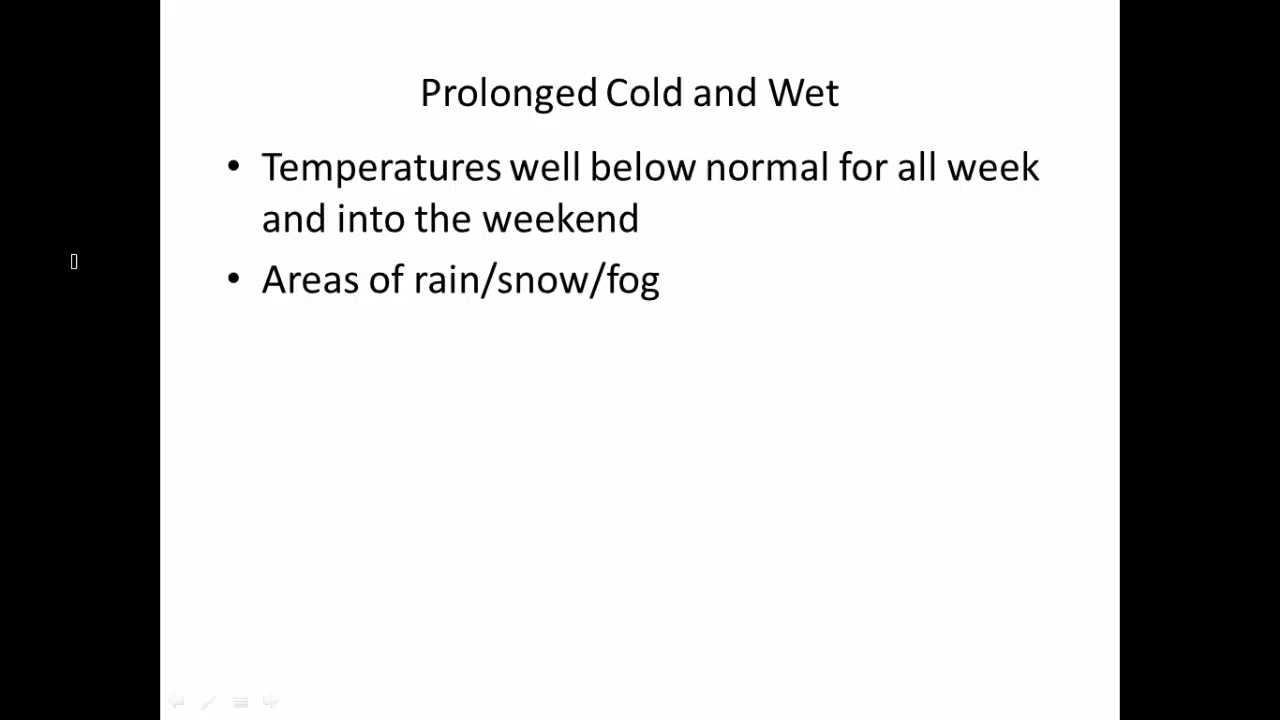 Prolonged Cold and Wet
• Temperatures well below normal for all week
and into the weekend
• Areas of rain/snow/fog